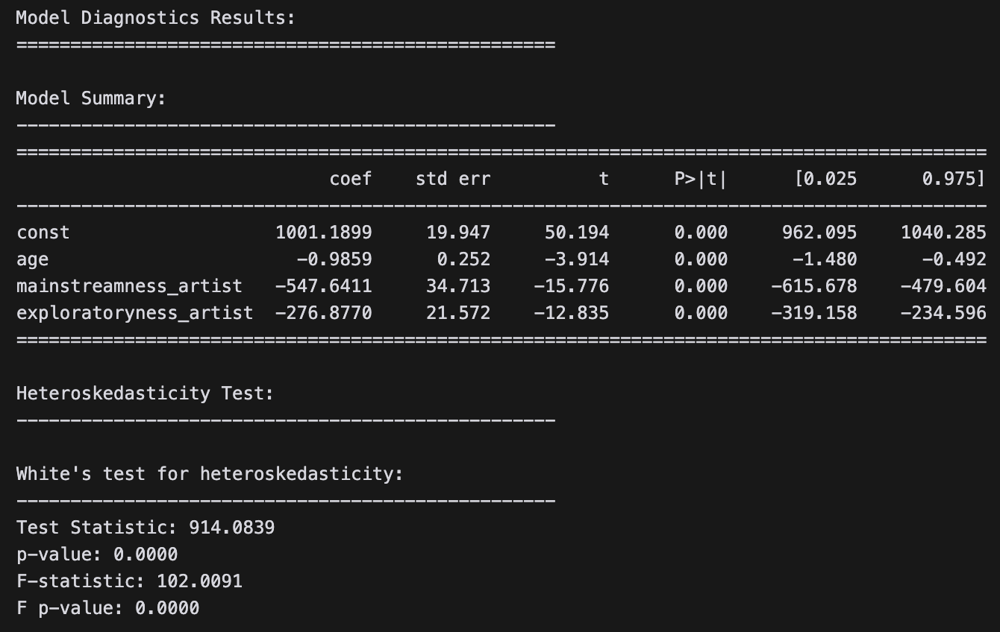 Model Diagnostics Results:
==================================================
Model Summary:
--------------------------------------------------
==========================================================================================
coef std err t P>|t| [0.025 0.975]
------------------------------------------------------------------------------------------
const 1001.1899 19.947 50.194 0.000 962.095 1040.285
age -0.9859 0.252 -3.914 0.000 -1.480 -0.492
mainstreamness_artist -547.6411 34.713 -15.776 0.000 -615.678 -479.604
exploratoryness_artist -276.8770 21.572 -12.835 0.000 -319.158 -234.596
==========================================================================================
Heteroskedasticity Test:
--------------------------------------------------
White's test for heteroskedasticity:
--------------------------------------------------
Test Statistic: 914.0839
p-value: 0.0000
F-statistic: 102.0091
F p-value: 0.0000